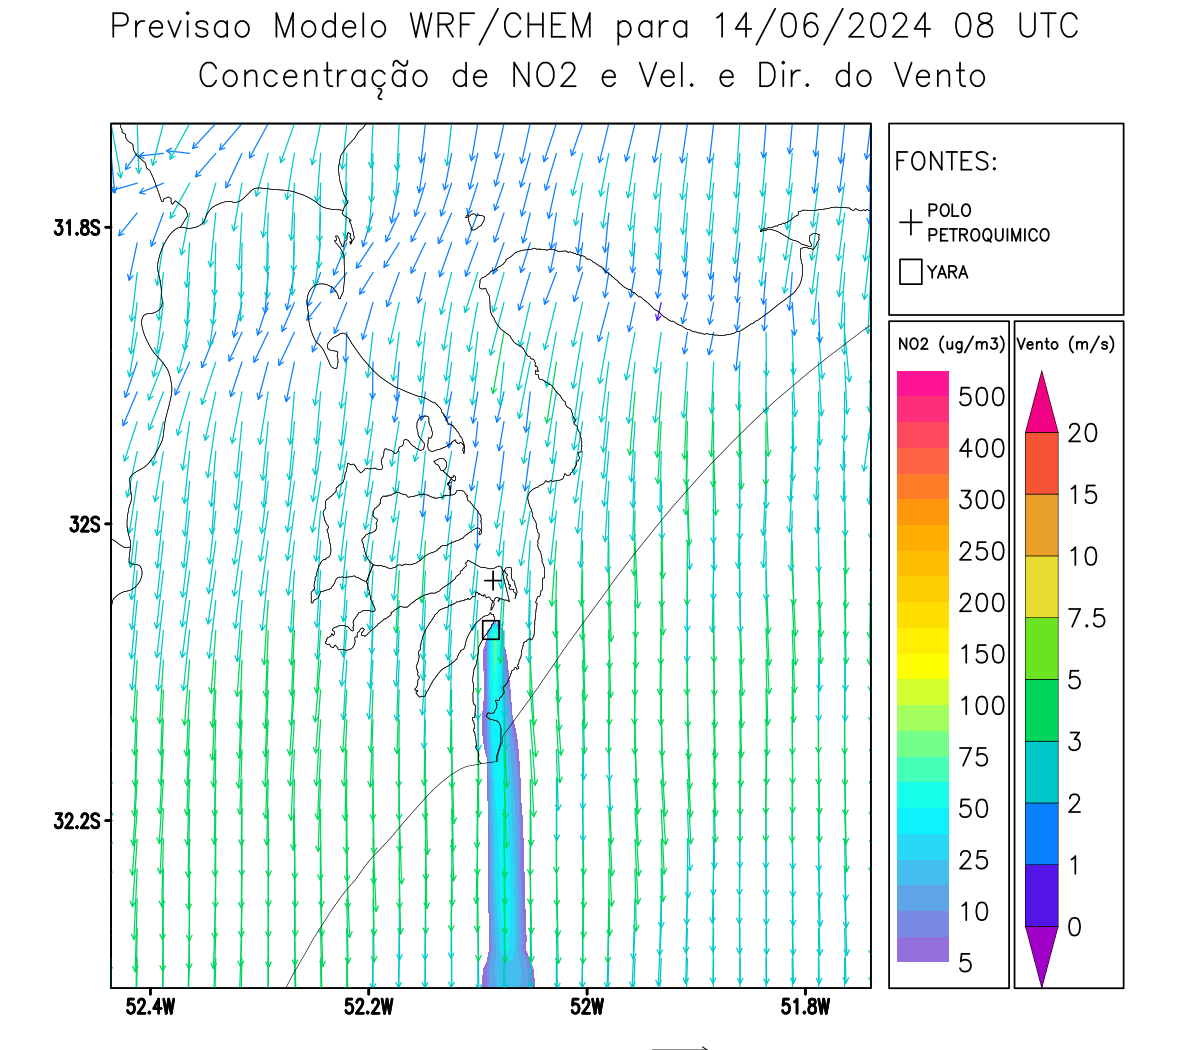 Previsao Modelo WRF/CHEM para 14/06/2024 08 UTC
Concentração de NO2 e Vel. e Dir. do Vento
FONTES:
POLO
PETROQUIMICO
YARA
NO2 (ug/m3)
500
400
300
250
200
150
100
75
50
25
10
5
Vento (m/s)
20
15
10
7.5
5
3
2
1
0
31.8S
32S
32.2S
52.4W
52.2W
52W
51.8W